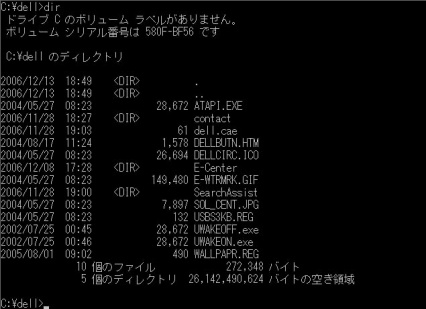 C:¥dell>dir
ドライブ C のボリューム ラベルがありません。
ボリューム シリアル番号は 580F-BF56 です
C:¥dell のディレクトリ
2006/12/13  18:49    <DIR>          .
2006/12/13  18:49    <DIR>          ..
2004/05/27  08:23            28,672 ATAPI.EXE
2006/11/28  18:27    <DIR>          contact
2006/11/28  19:03                61 dell.cae
2004/08/17  11:24             1,578 DELLBUTN.HTM
2004/05/27  08:23            26,694 DELLCIRC.ICO
2006/12/08  17:28    <DIR>          E-Center
2004/05/27  08:23           149,480 E-WTRMRK.GIF
2006/11/28  19:00    <DIR>          SearchAssist
2004/05/27  08:23             7,897 SOL_CENT.JPG
2004/05/27  08:23               132 USBS3KB.REG
2002/07/25  00:45            28,672 UWAKEOFF.exe
2002/07/25  00:46            28,672 UWAKEON.exe
2005/08/01  09:02               490 WALLPAPR.REG
10 個のファイル             272,348 バイト
5 個のディレクトリ  26,142,490,624 バイトの空き領域
C:¥dell>